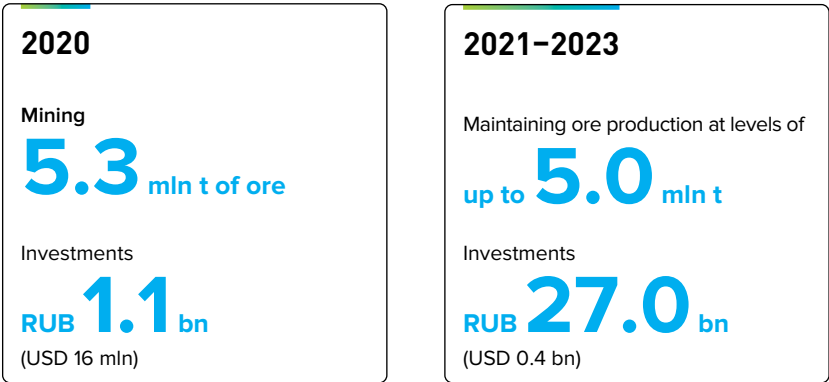 2020
Mining
5.3 mln t of ore
Investments
RUB 1.1 bn
(USD 16 mln)
2021–2023
Maintaining ore production at levels of
up to 5.0 mln t
Investments
RUB 27.0 bn
(USD 0.4 bn)